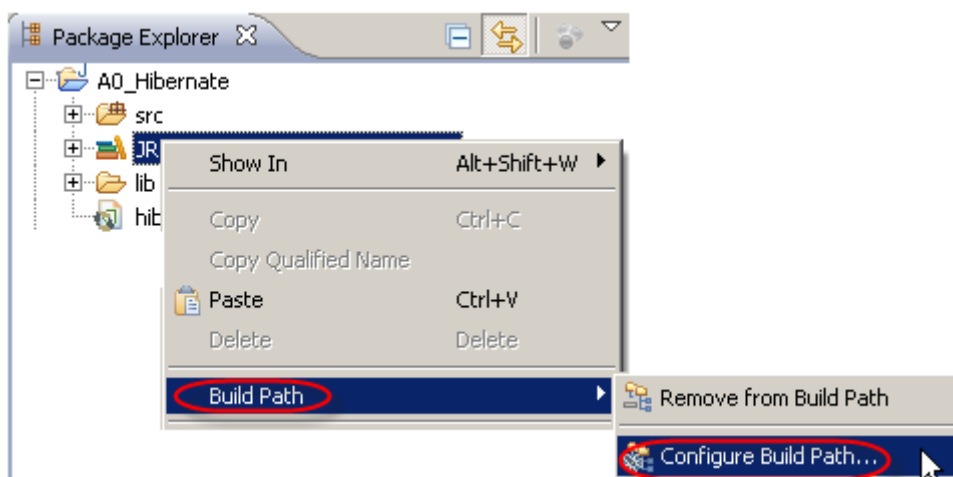 Package Explorer
A0_Hibernate
src
JR
lib
hib
Show In Alt+Shift+W
Copy Ctrl+C
Copy Qualified Name
Paste Ctrl+V
Delete Delete
Build Path
Remove from Build Path
Configure Build Path...